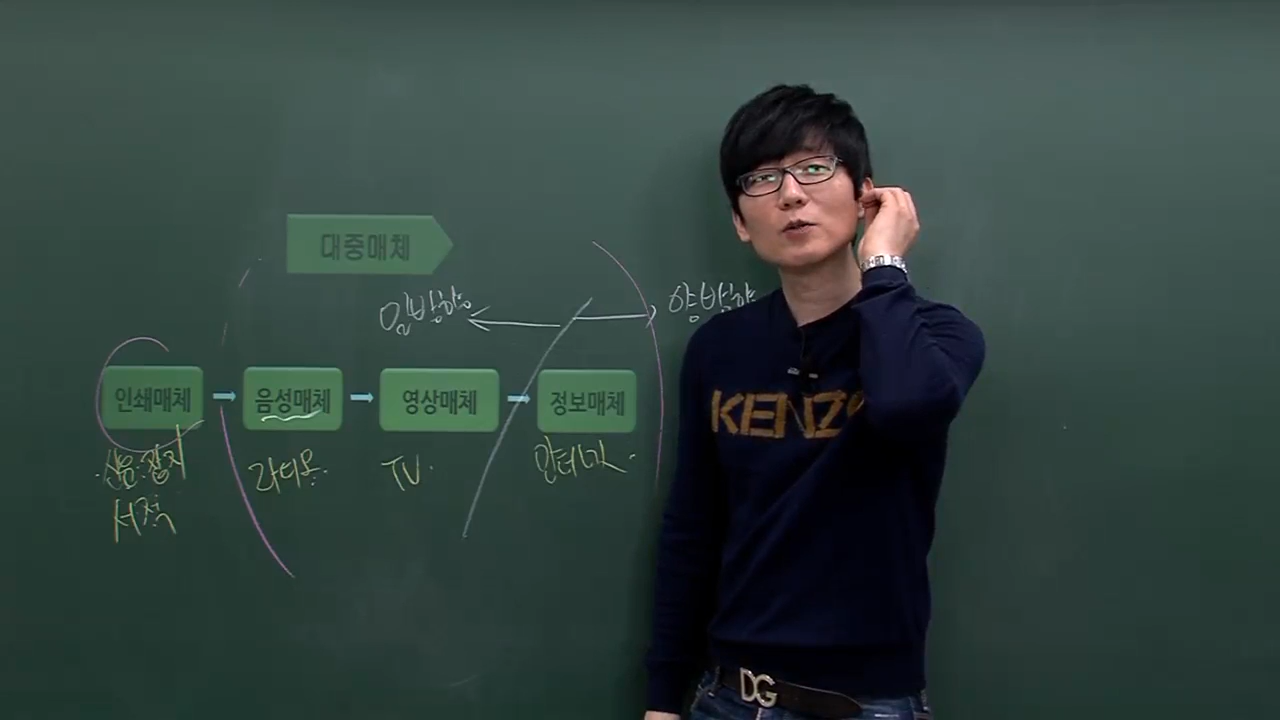 대중매체
일방향
양방향
인쇄매체
음성매체
영상매체
정보매체
신문·잡지
서적
라디오
TV
인터넷
KENZO
DG